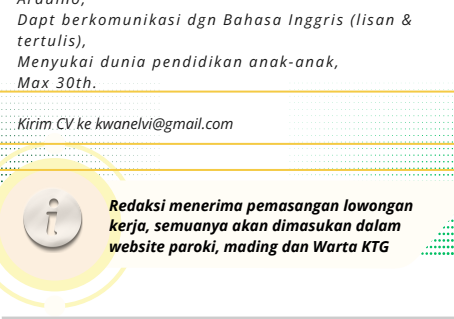 Arduino,
Dapt berkomunikasi dgn Bahasa Inggris (lisan &
tertulis),
Menyukai dunia pendidikan anak-anak,
Max 30th.
Kirim CV ke kwanelvi@gmail.com
Redaksi menerima pemasangan lowongan
kerja, semuanya akan dimasukan dalam
website paroki, mading dan Warta KTG